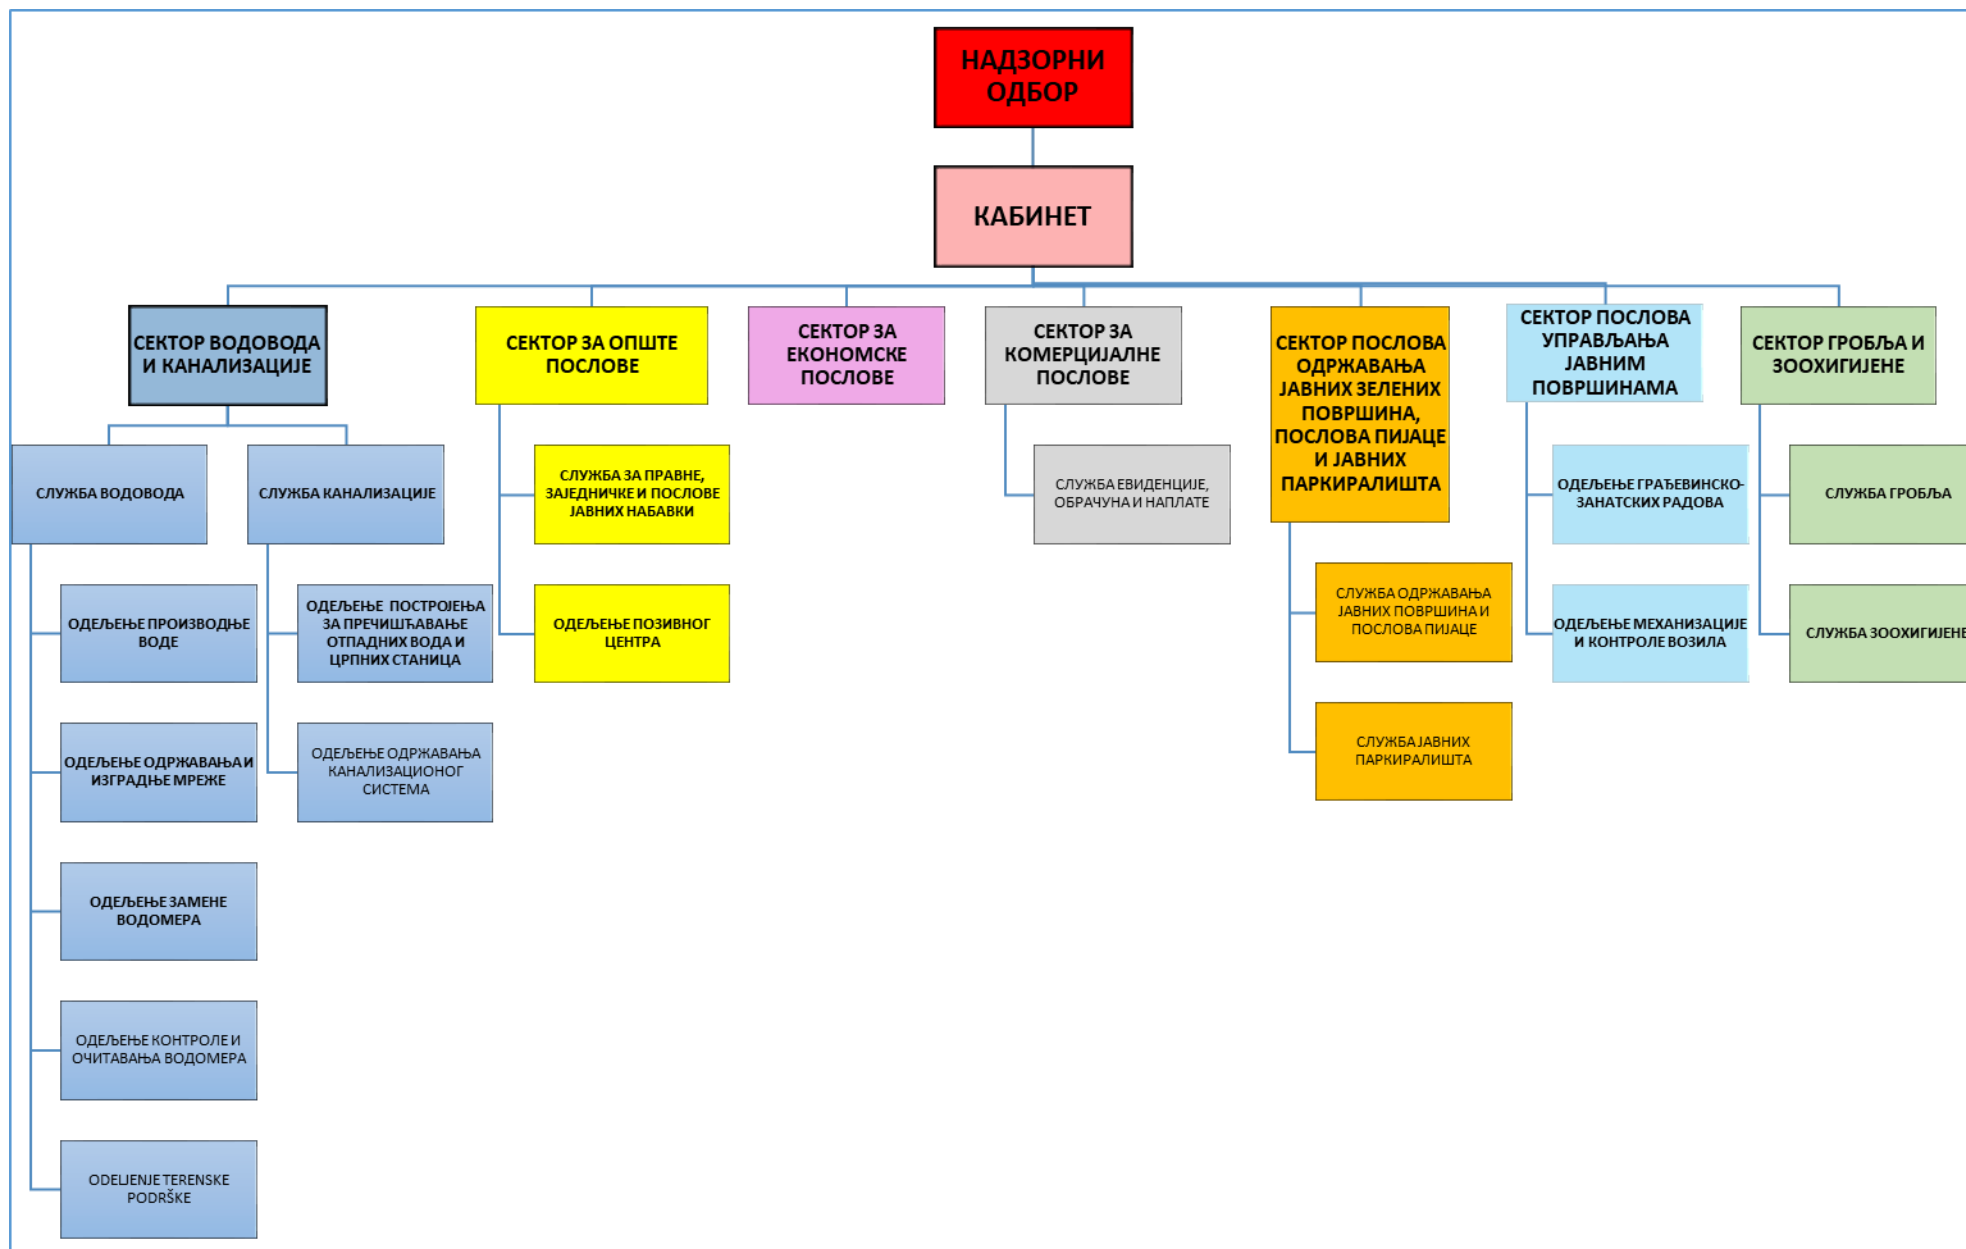 НАДЗОРНИ
ОДБОР
КАБИНЕТ
СЕКТОР ВОДОВОДА
И КАНАЛИЗАЦИЈЕ
СЕКТОР ЗА ОПШТЕ
ПОСЛОВЕ
СЕКТОР ЗА
ЕКОНОМСКЕ
ПОСЛОВЕ
СЕКТОР ЗА
КОМЕРЦИЈАЛНЕ
ПОСЛОВЕ
СЕКТОР ПОСЛОВА
ОДРЖАВАЊА
ЈАВНИХ ЗЕЛЕНИХ
ПОВРШИНА,
ПОСЛОВА ПИЈАЦЕ
И ЈАВНИХ
ПАРКИРАЛИШТА
СЕКТОР ПОСЛОВА
УПРАВЉАЊА
ЈАВНИМ
ПОВРШИНАМА
СЕКТОР ГРОБЉА И
ЗООХИГИЈЕНЕ
СЛУЖБА ВОДОВОДА
СЛУЖБА КАНАЛИЗАЦИЈЕ
СЛУЖБА ЗА ПРАВНЕ,
ЗАЈЕДНИЧКЕ И ПОСЛОВЕ
ЈАВНИХ НАБАВКИ
СЛУЖБА ЕВИДЕНЦИЈЕ,
ОБРАЧУНА И НАПЛАТЕ
ОДЕЉЕЊЕ ГРАЂЕВИНСКО-
ЗАНАТСКИХ РАДОВА
СЛУЖБА ГРОБЉА
ОДЕЉЕЊЕ ПРОИЗВОДЊЕ
ВОДЕ
ОДЕЉЕЊЕ ПОСТРОЈЕЊА
ЗА ПРЕЧИШЋАВАЊЕ
ОТПАДНИХ ВОДА И
ЦРПНИХ СТАНИЦА
ОДЕЉЕЊЕ ПОЗИВНОГ
ЦЕНТРА
СЛУЖБА ОДРЖАВАЊА
ЈАВНИХ ПОВРШИНА И
ПОСЛОВА ПИЈАЦЕ
ОДЕЉЕЊЕ МЕХАНИЗАЦИЈЕ
И КОНТРОЛЕ ВОЗИЛА
СЛУЖБА ЗООХИГИЈЕНЕ
ОДЕЉЕЊЕ ОДРЖАВАЊА И
ИЗГРАДЊЕ МРЕЖЕ
ОДЕЉЕЊЕ ОДРЖАВАЊА
КАНАЛИЗАЦИОНОГ
СИСТЕМА
СЛУЖБА ЈАВНИХ
ПАРКИРАЛИШТА
ОДЕЉЕЊЕ ЗАМЕНЕ
ВОДОМЕРА
ОДЕЉЕЊЕ КОНТРОЛЕ И
ОЧИТАВАЊА ВОДОМЕРА
ODELJENJE TERENSKE
PODRŠKE